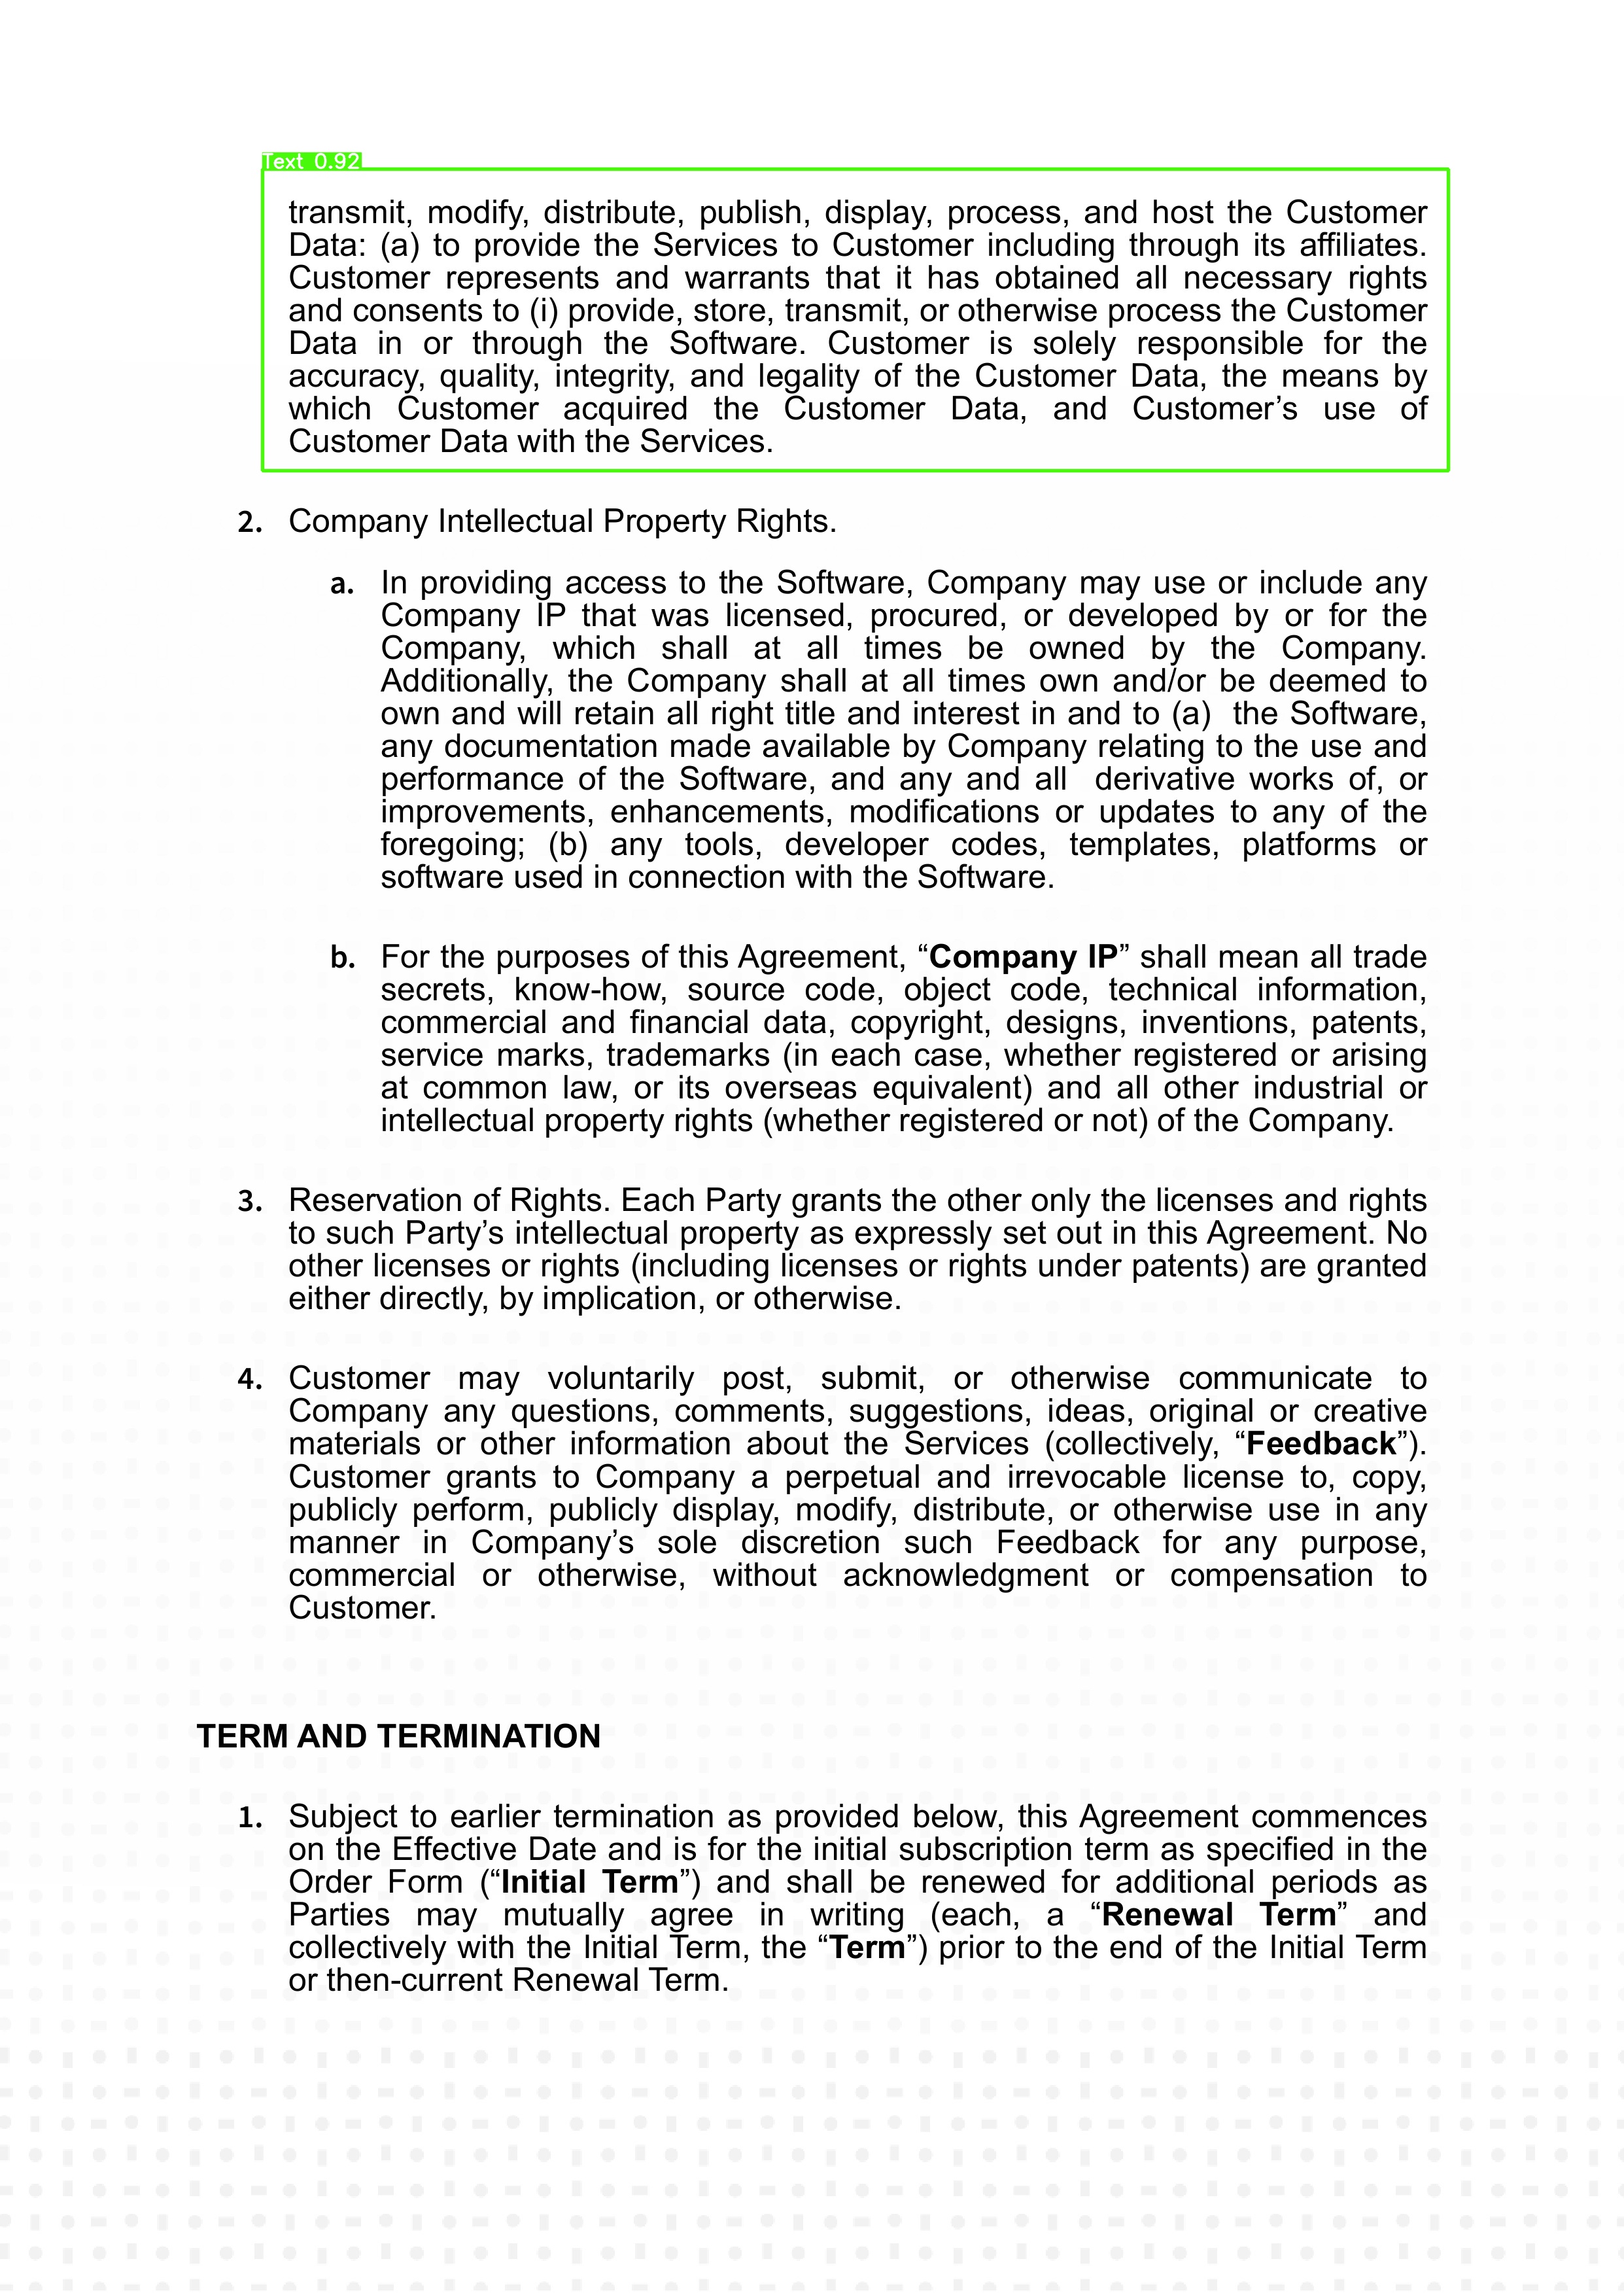 Text 0.92
transmit, modify, distribute, publish, display, process, and host the Customer
Data: (a) to provide the Services to Customer including through its affiliates.
Customer represents and warrants that it has obtained all necessary rights
and consents to (i) provide, store, transmit, or otherwise process the Customer
Data in or through the Software. Customer is solely responsible for the
accuracy, quality, integrity, and legality of the Customer Data, the means by
which Customer acquired the Customer Data, and Customer’s use of
Customer Data with the Services.
2. Company Intellectual Property Rights.
a. In providing access to the Software, Company may use or include any
Company IP that was licensed, procured, or developed by or for the
Company, which shall at all times be owned by the Company.
Additionally, the Company shall at all times own and/or be deemed to
own and will retain all right title and interest in and to (a) the Software,
any documentation made available by Company relating to the use and
performance of the Software, and any and all derivative works of, or
improvements, enhancements, modifications or updates to any of the
foregoing; (b) any tools, developer codes, templates, platforms or
software used in connection with the Software.
b. For the purposes of this Agreement, “Company IP” shall mean all trade
secrets, know-how, source code, object code, technical information,
commercial and financial data, copyright, designs, inventions, patents,
service marks, trademarks (in each case, whether registered or arising
at common law, or its overseas equivalent) and all other industrial or
intellectual property rights (whether registered or not) of the Company.
3. Reservation of Rights. Each Party grants the other only the licenses and rights
to such Party’s intellectual property as expressly set out in this Agreement. No
other licenses or rights (including licenses or rights under patents) are granted
either directly, by implication, or otherwise.
4. Customer may voluntarily post, submit, or otherwise communicate to
Company any questions, comments, suggestions, ideas, original or creative
materials or other information about the Services (collectively, “Feedback”).
Customer grants to Company a perpetual and irrevocable license to, copy,
publicly perform, publicly display, modify, distribute, or otherwise use in any
manner in Company’s sole discretion such Feedback for any purpose,
commercial or otherwise, without acknowledgment or compensation to
Customer.
TERM AND TERMINATION
1. Subject to earlier termination as provided below, this Agreement commences
on the Effective Date and is for the initial subscription term as specified in the
Order Form (“Initial Term”) and shall be renewed for additional periods as
Parties may mutually agree in writing (each, a “Renewal Term” and
collectively with the Initial Term, the “Term”) prior to the end of the Initial Term
or then-current Renewal Term.